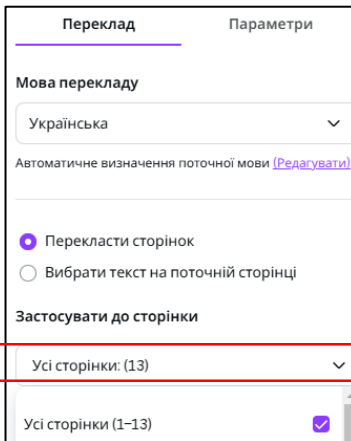 Переклад Параметри
Мова перекладу
Українська
Автоматичне визначення поточної мови (Редагувати)
Перекласти сторінок
Вибрати текст на поточній сторінці
Застосувати до сторінки
Усі сторінки: (13)
Усі сторінки (1–13)